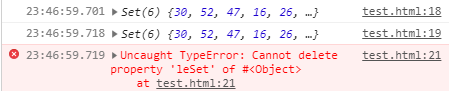 23:46:59.701 ▶Set(6) {30, 52, 47, 16, 26, …} test.html:18
23:46:59.718 ▶Set(6) {30, 52, 47, 16, 26, …} test.html:19
23:46:59.719 ▶Uncaught TypeError: Cannot delete test.html:21
property 'leSet' of #<Object>
at test.html:21